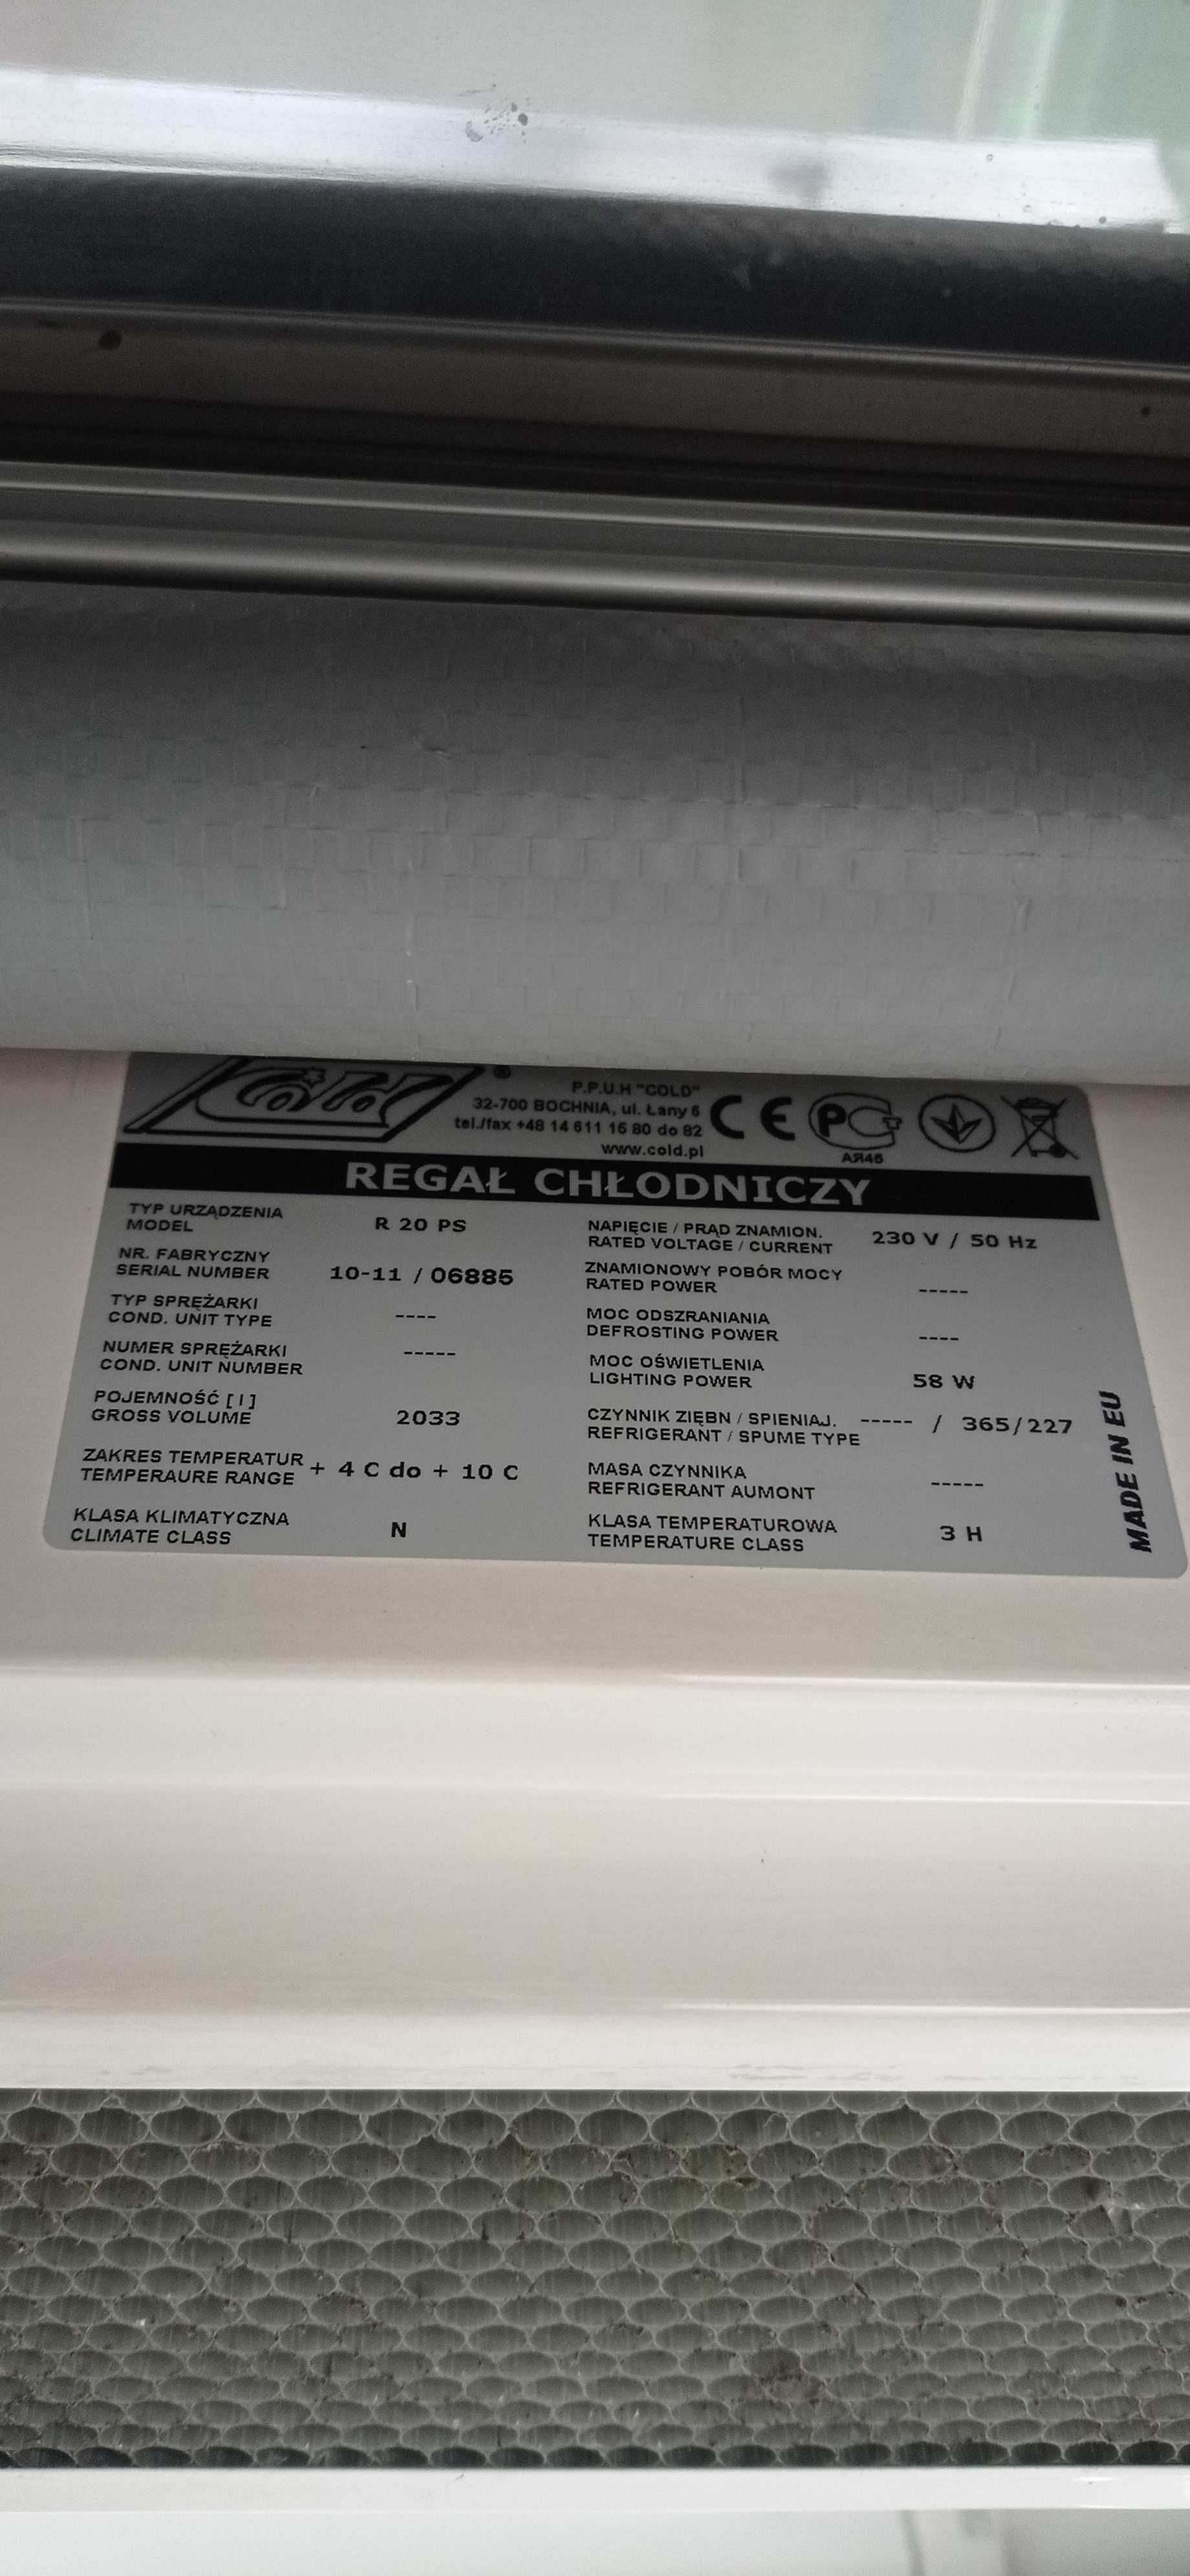 Cold ®
P.P.U.H "COLD"
32-700 BOCHNIA, ul. Łany 6
tel./fax +48 14 611 15 80 do 82
www.cold.pl
CE
PC
АЯ46
REGAŁ CHŁODNICZY
TYP URZĄDZENIA
MODEL
R 20 PS
NR. FABRYCZNY
SERIAL NUMBER
10-11 / 06885
TYP SPRĘŻARKI
COND. UNIT TYPE
----
NUMER SPRĘŻARKI
COND. UNIT NUMBER
-----
POJEMNOŚĆ [ l ]
GROSS VOLUME
2033
ZAKRES TEMPERATUR
TEMPERAURE RANGE
+ 4 C do + 10 C
KLASA KLIMATYCZNA
CLIMATE CLASS
N
NAPIĘCIE / PRĄD ZNAMION.
RATED VOLTAGE / CURRENT
230 V / 50 Hz
ZNAMIONOWY POBÓR MOCY
RATED POWER
-----
MOC ODSZRANIANIA
DEFROSTING POWER
----
MOC OŚWIETLENIA
LIGHTING POWER
58 W
CZYNNIK ZIĘBN / SPIENIAJ.
REFRIGERANT / SPUME TYPE
----- / 365/227
MASA CZYNNIKA
REFRIGERANT AUMONT
-----
KLASA TEMPERATUROWA
TEMPERATURE CLASS
3 H
MADE IN EU